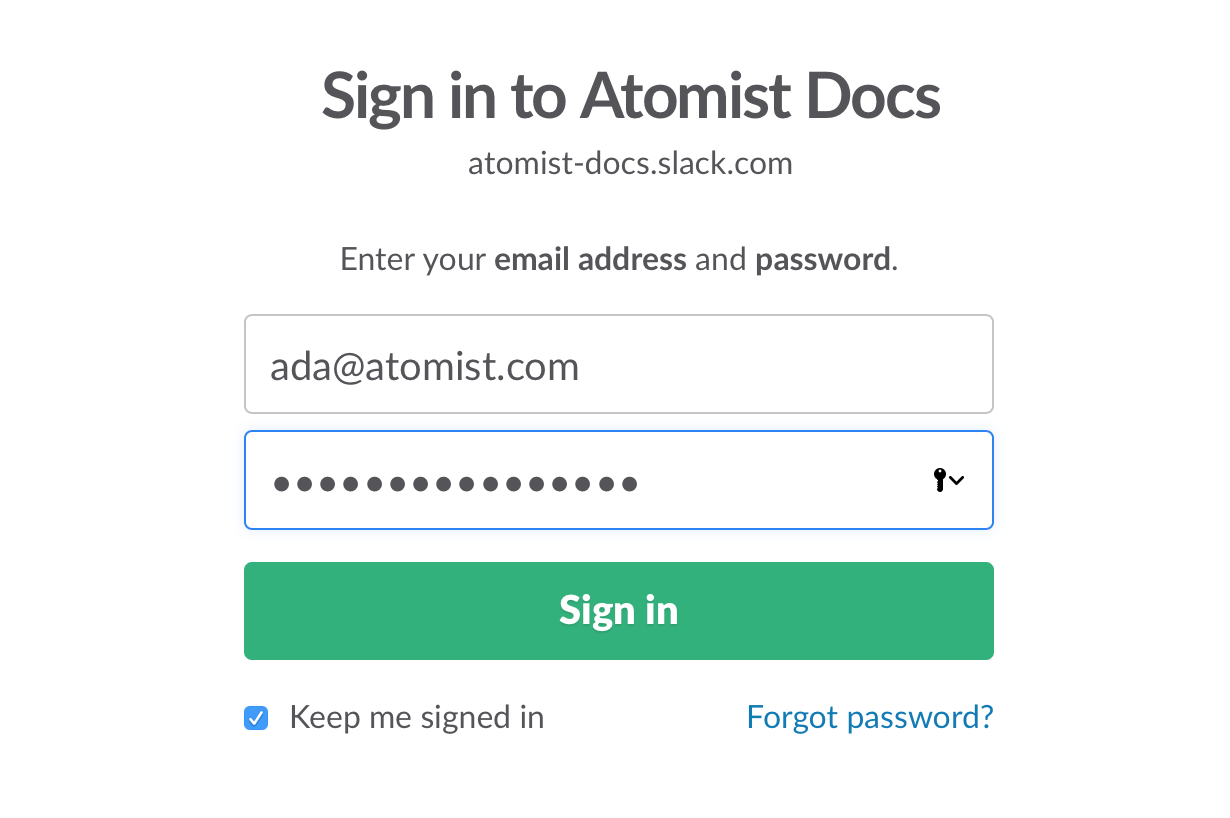 Sign in to Atomist Docs
atomist-docs.slack.com
Enter your email address and password.
ada@atomist.com
••••••••••••••••
Sign in
Keep me signed in Forgot password?